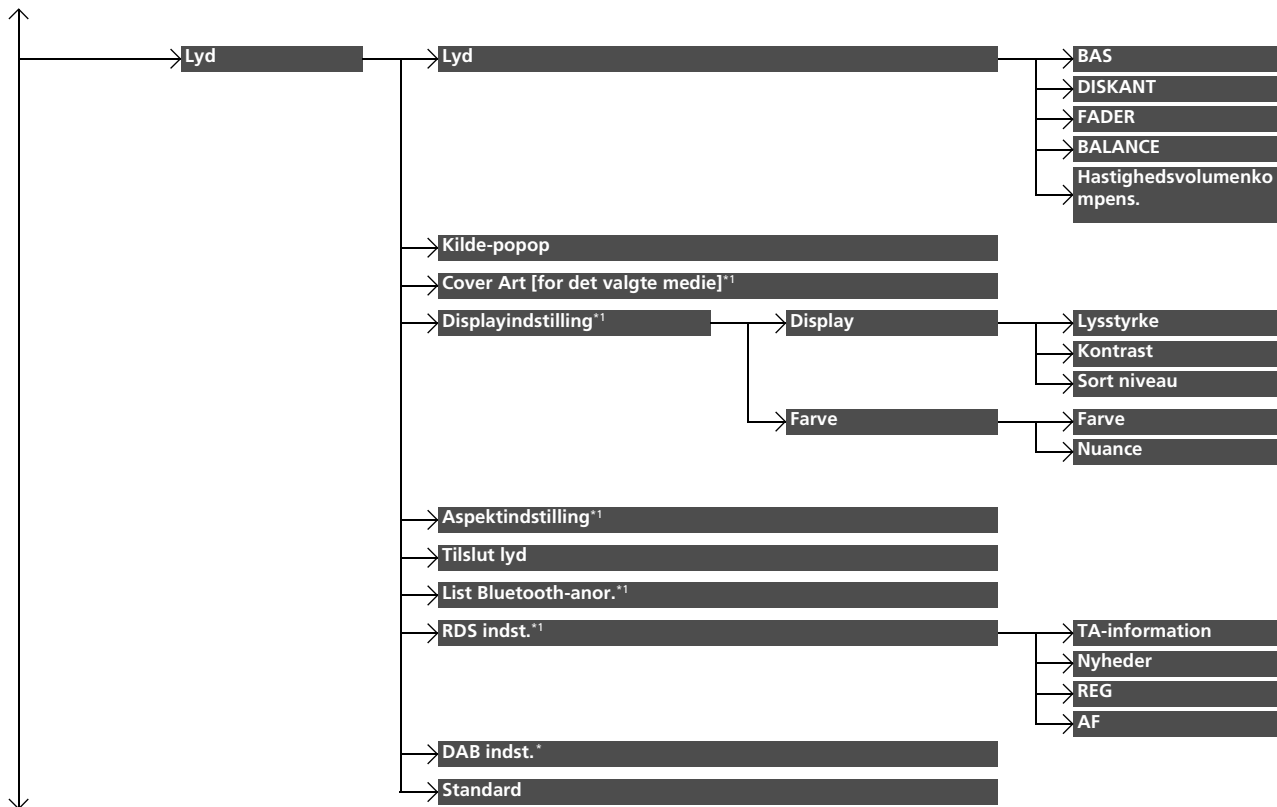 Lyd
Lyd
BAS
DISKANT
FADER
BALANCE
Hastighedsvolumenko
mpens.
Kilde-popop
Cover Art [for det valgte medie]*1
Displayindstilling*1
Display
Lysstyrke
Kontrast
Sort niveau
Farve
Farve
Nuance
Aspektindstilling*1
Tilslut lyd
List Bluetooth-anor.*1
RDS indst.*1
TA-information
Nyheder
REG
AF
DAB indst.*
Standard